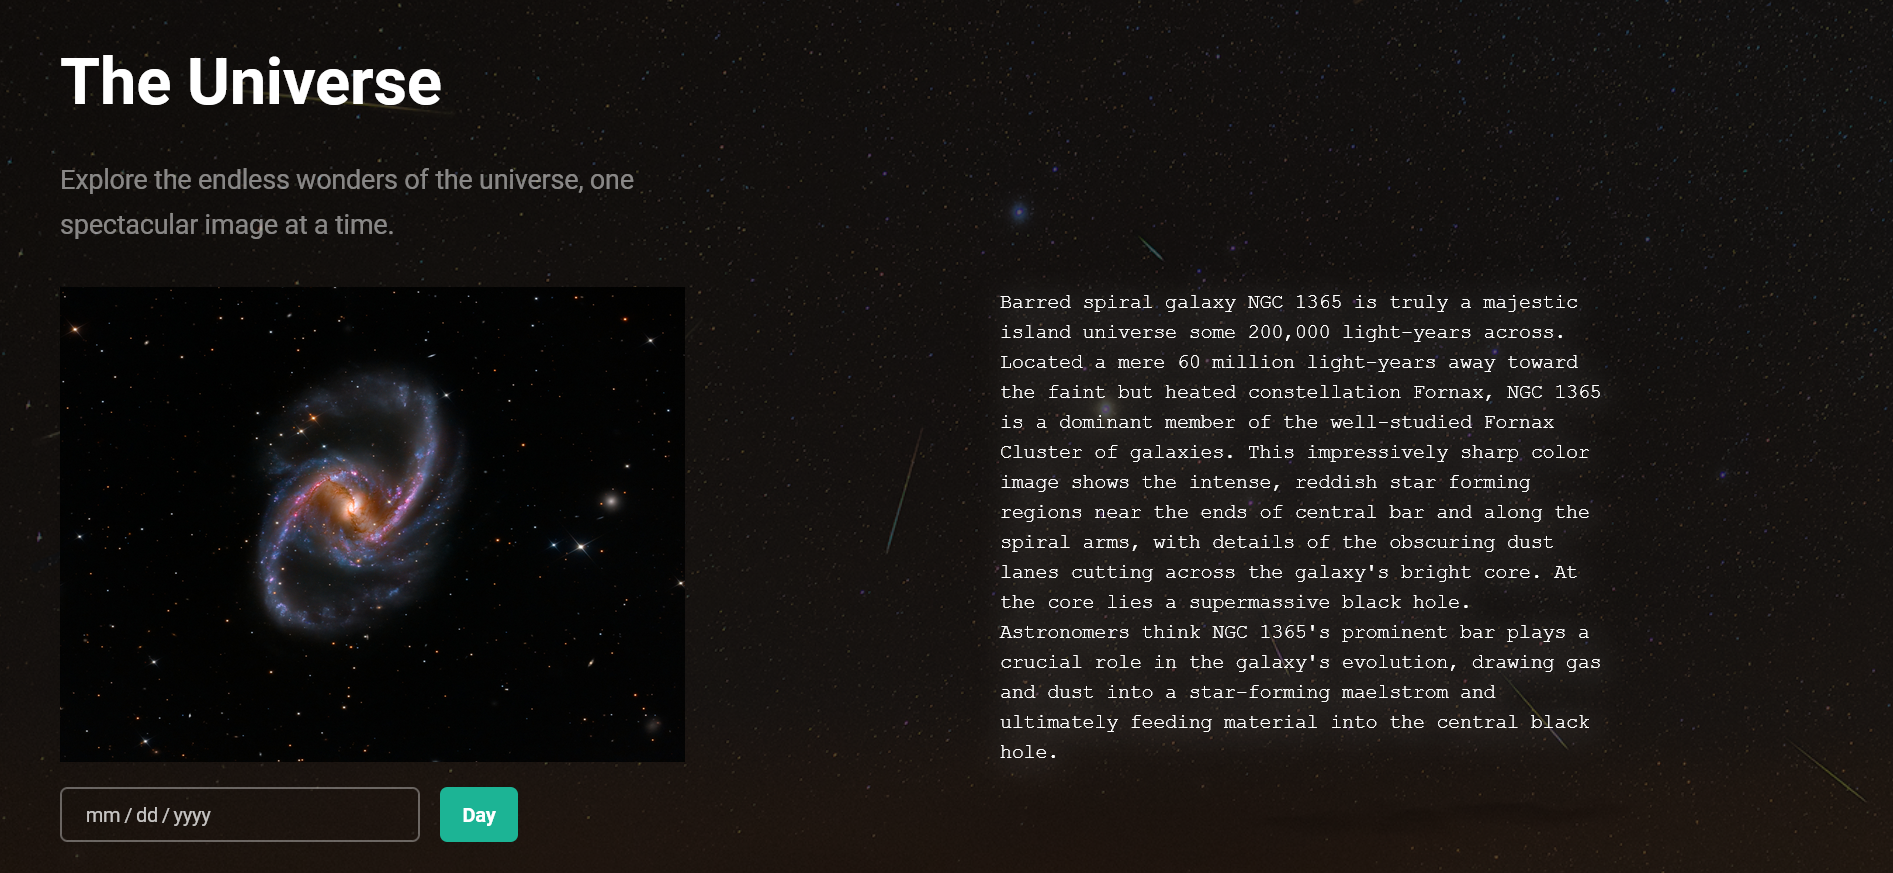 The Universe
Explore the endless wonders of the universe, one
spectacular image at a time.
Barred spiral galaxy NGC 1365 is truly a majestic
island universe some 200,000 light-years across.
Located a mere 60 million light-years away toward
the faint but heated constellation Fornax, NGC 1365
is a dominant member of the well-studied Fornax
Cluster of galaxies. This impressively sharp color
image shows the intense, reddish star forming
regions near the ends of central bar and along the
spiral arms, with details of the obscuring dust
lanes cutting across the galaxy's bright core. At
the core lies a supermassive black hole.
Astronomers think NGC 1365's prominent bar plays a
crucial role in the galaxy's evolution, drawing gas
and dust into a star-forming maelstrom and
ultimately feeding material into the central black
hole.
mm / dd / yyyy
Day